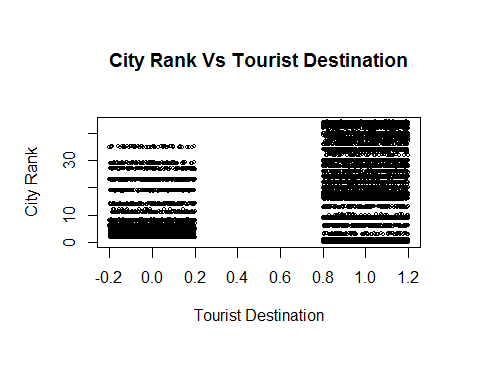 City Rank Vs Tourist Destination
City Rank
30
10
0
-0.2 0.0 0.2 0.4 0.6 0.8 1.0 1.2
Tourist Destination